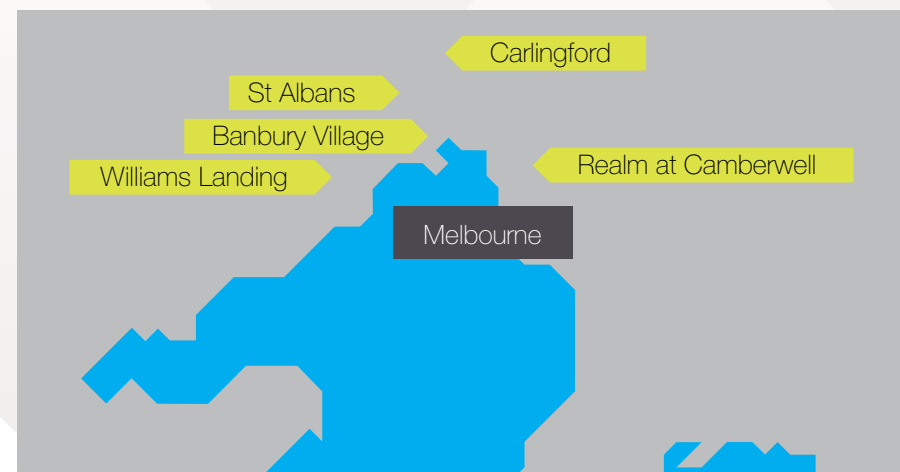 Carlingford
St Albans
Banbury Village
Realm at Camberwell
Williams Landing
Melbourne